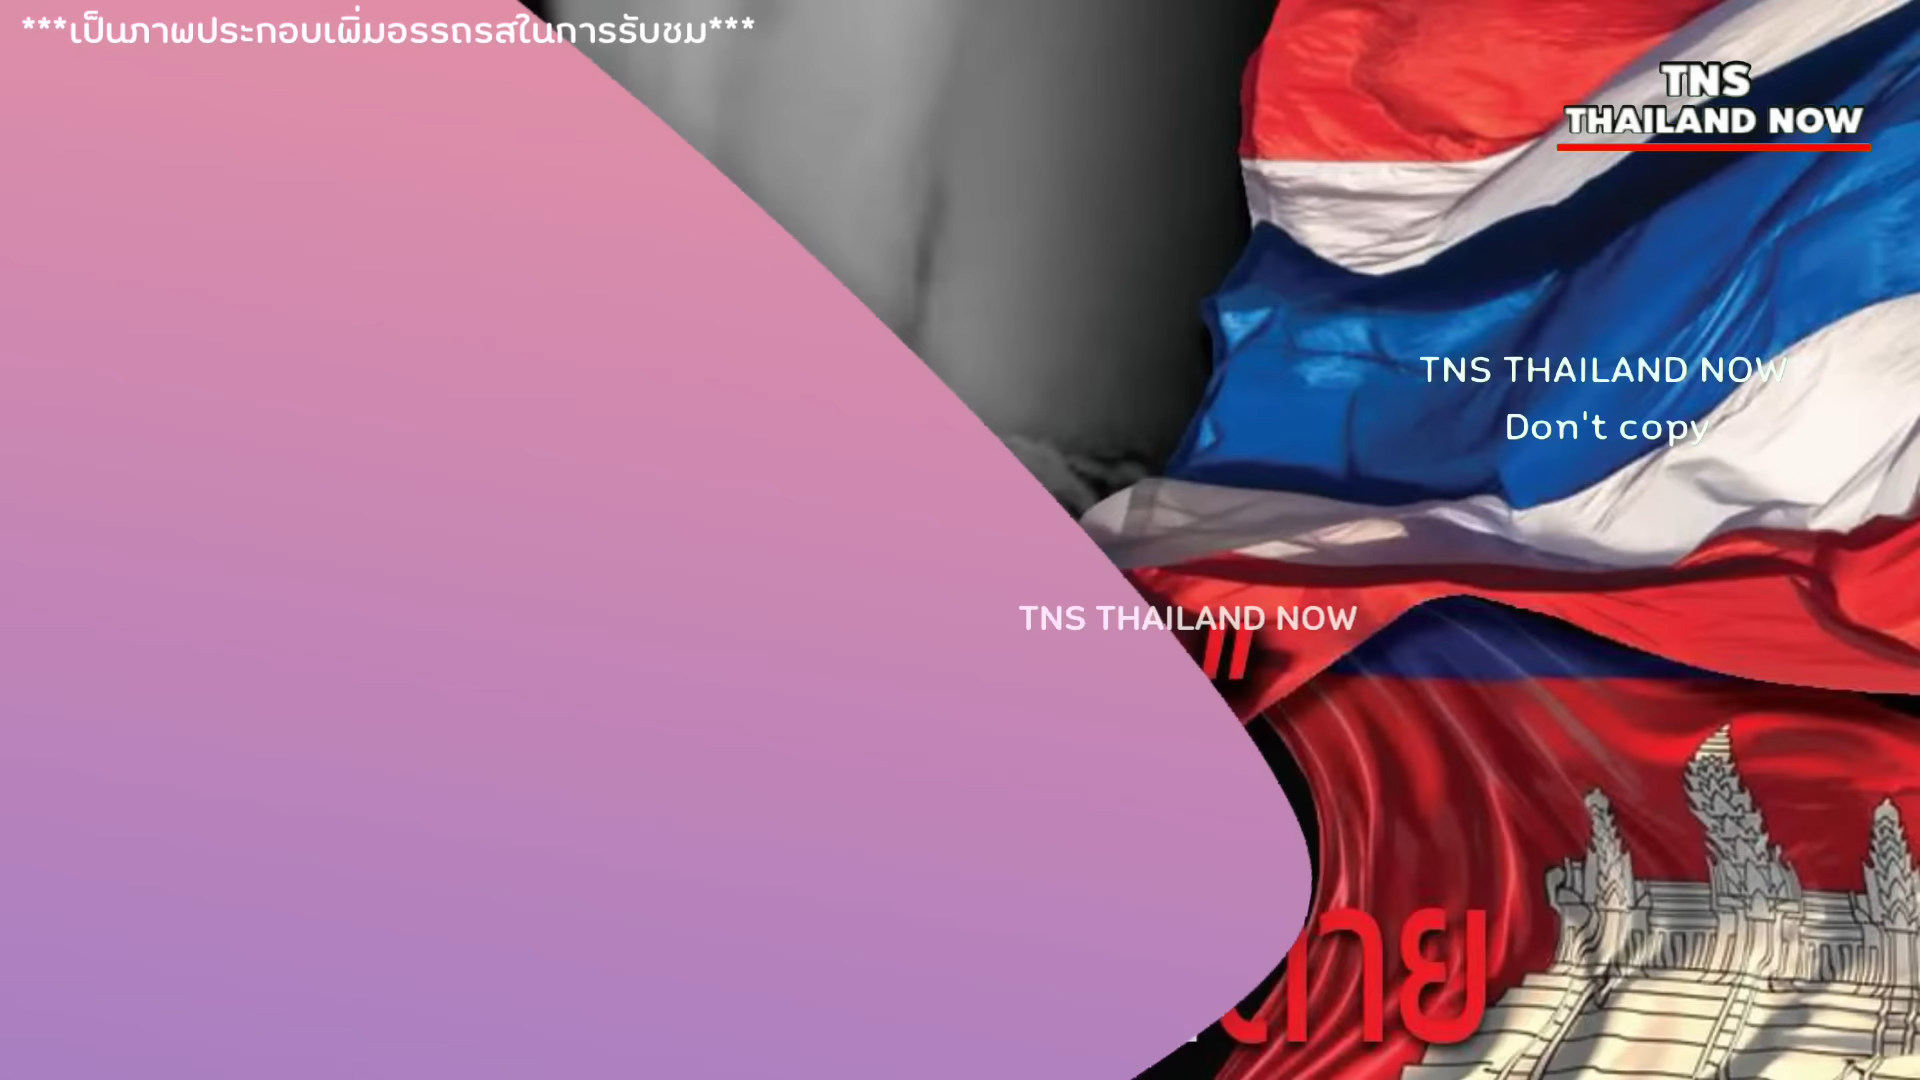 ***เป็นภาพประกอบเพิ่มอรรถรสในการรับชม***
TNS
THAILAND NOW
TNS THAILAND NOW
Don't copy
TNS THAILAND NOW
"